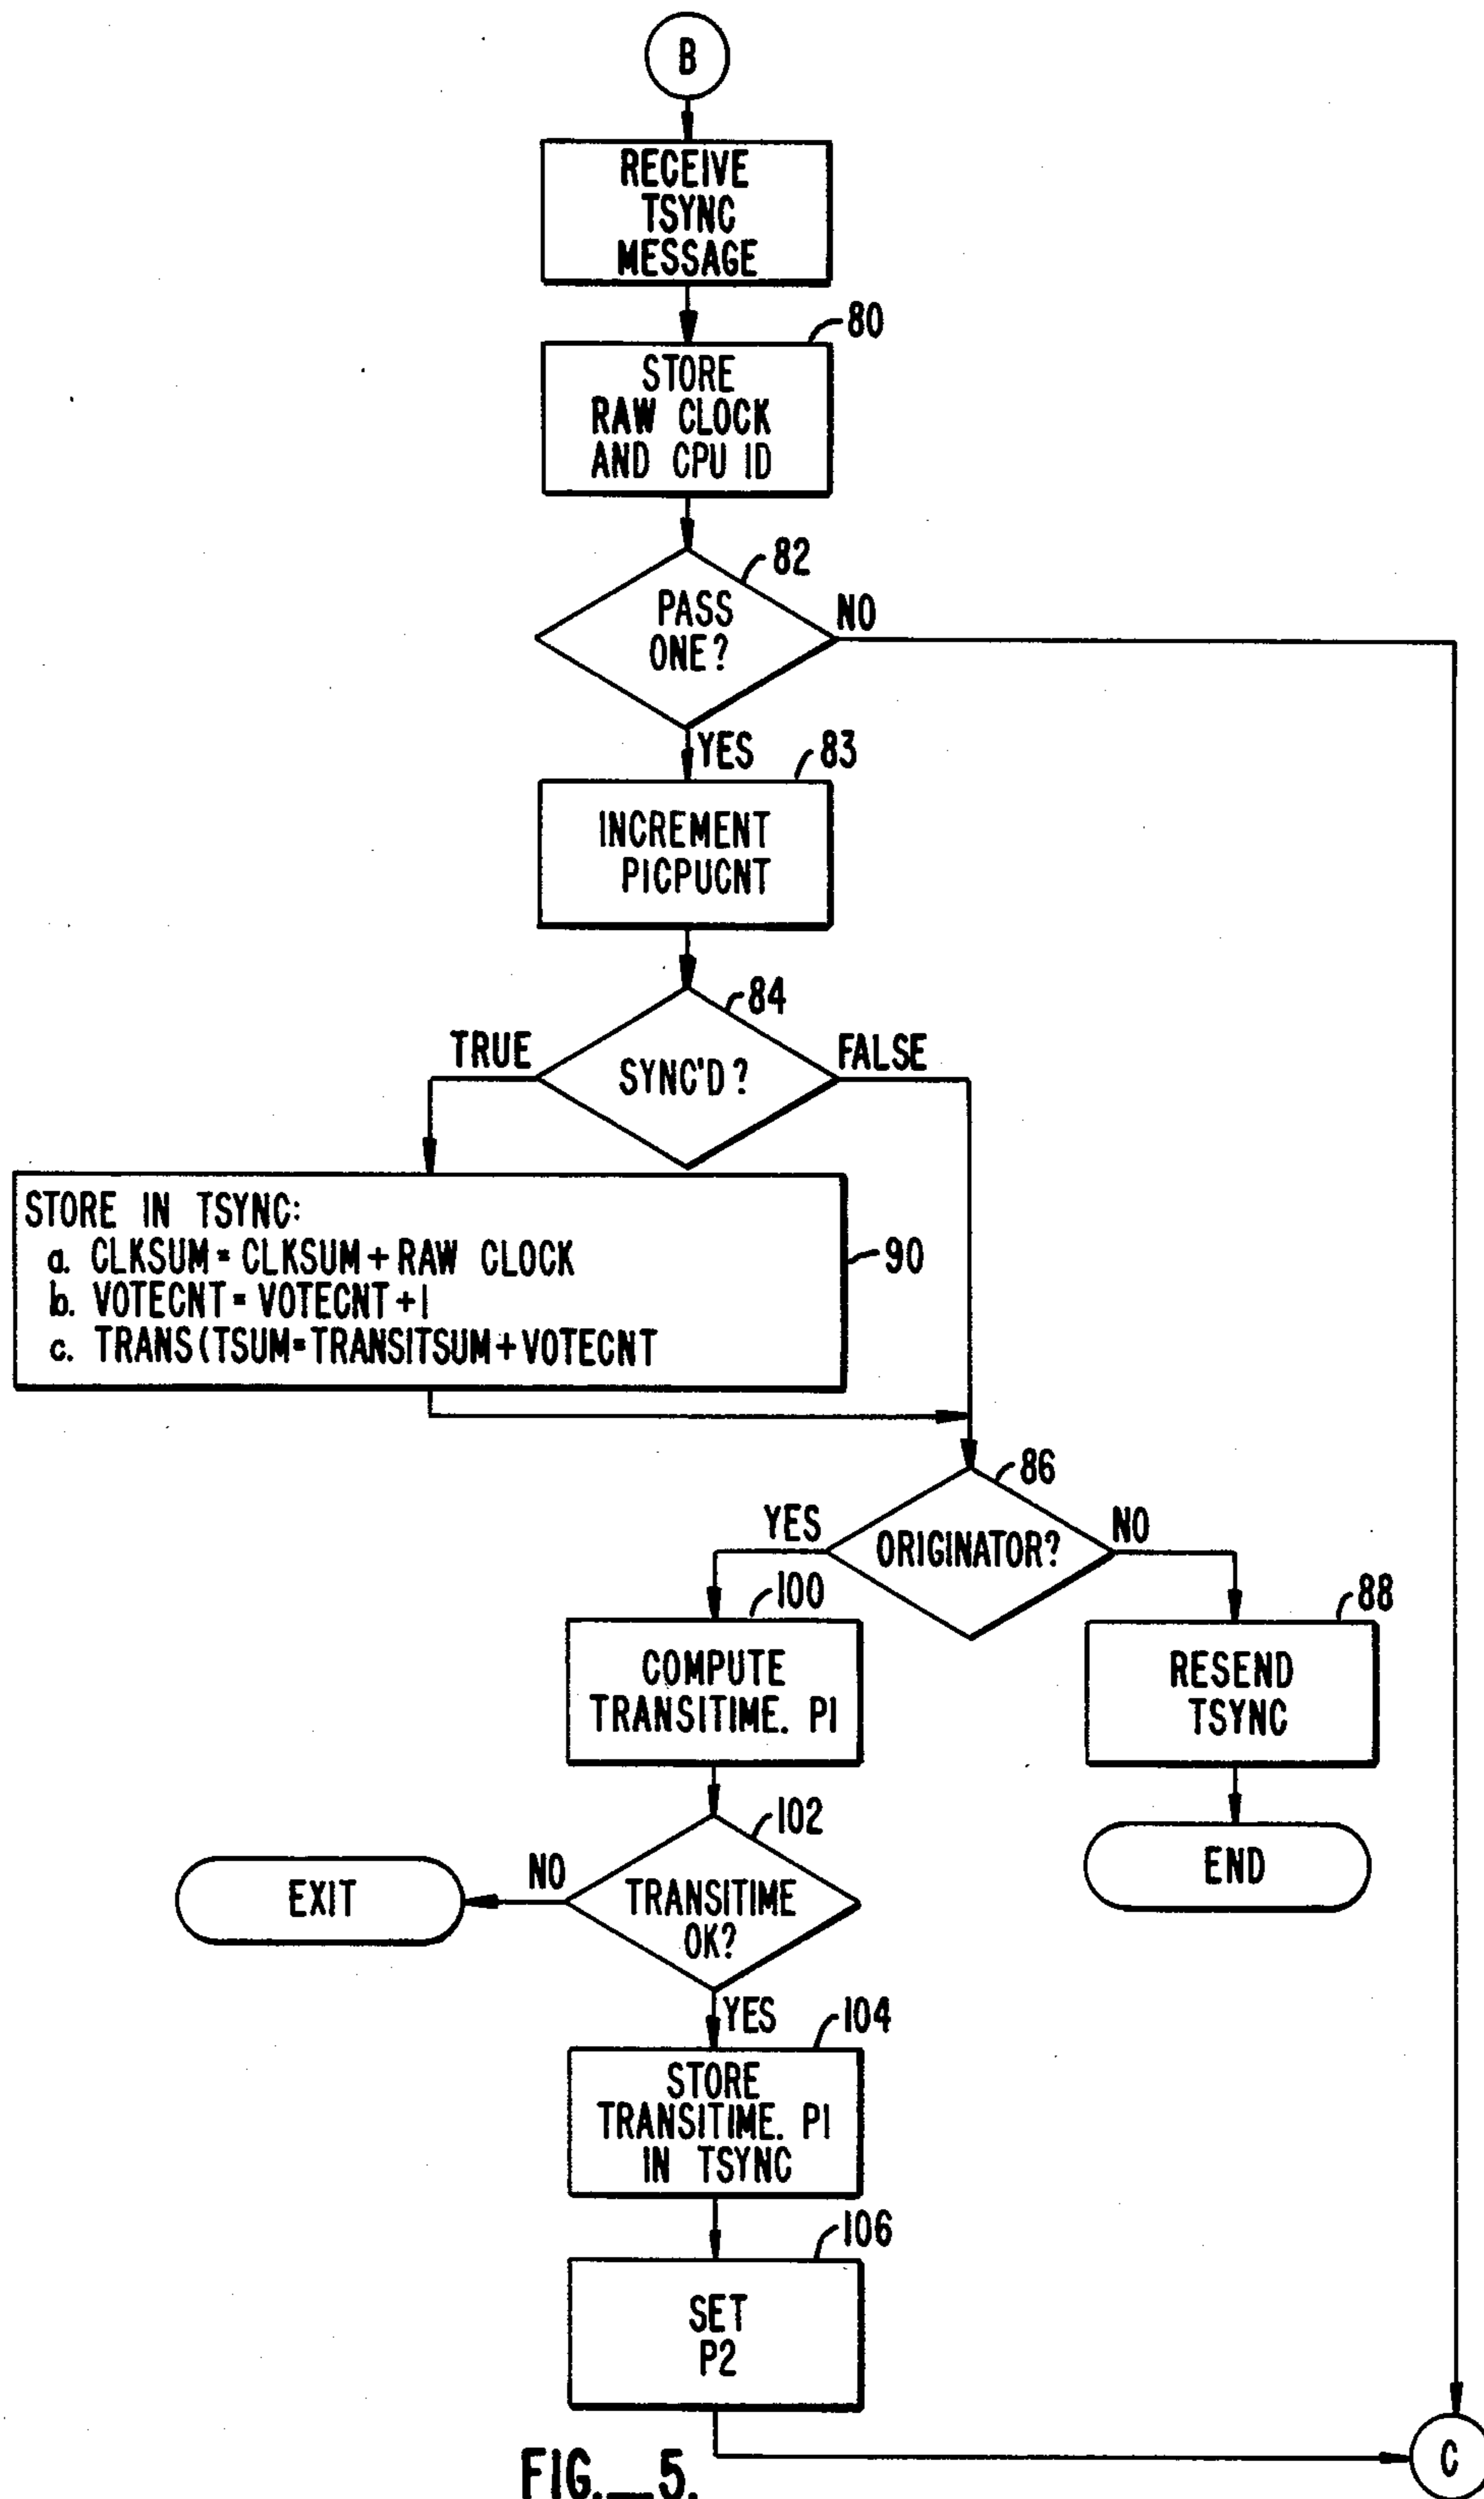 B
RECEIVE
TSYNC
MESSAGE
80
STORE
RAW CLOCK
AND CPU ID
82
PASS
ONE?
NO
YES
83
INCREMENT
PICPUCNT
84
TRUE
SYNC'D?
FALSE
STORE IN TSYNC:
a. CLKSUM = CLKSUM + RAW CLOCK
b. VOTECNT = VOTECNT + 1
c. TRANS(TSUM = TRANSITSUM + VOTECNT
90
86
YES
ORIGINATOR?
NO
100
88
COMPUTE
TRANSITIME. P1
RESEND
TSYNC
102
EXIT
NO
TRANSITIME
OK?
END
YES
104
STORE
TRANSITIME. P1
IN TSYNC
106
SET
P2
C
FIG.__5.